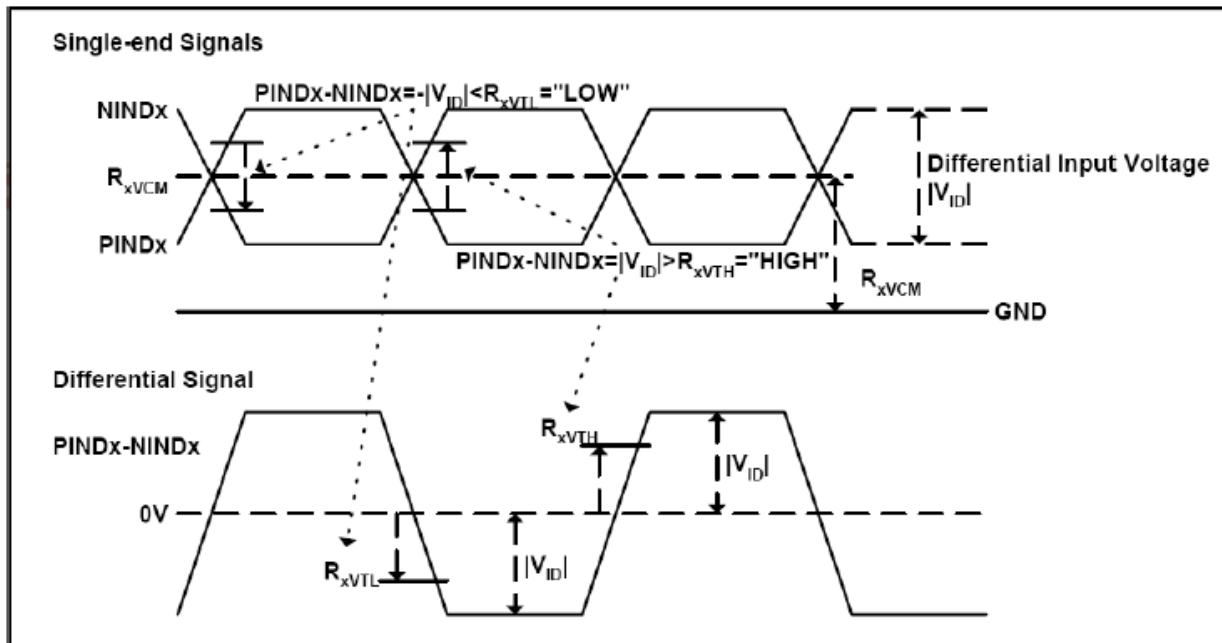 Single-end Signals
PINDx-NINDx=-|VID|<RxVTL="LOW"
NINDx
RxVCM
Differential Input Voltage
|VID|
PINDx
PINDx-NINDx=|VID|>RxVTH="HIGH"
RxVCM
GND
Differential Signal
PINDx-NINDx
RxVTH
|VID|
0V
RxVTL
|VID|